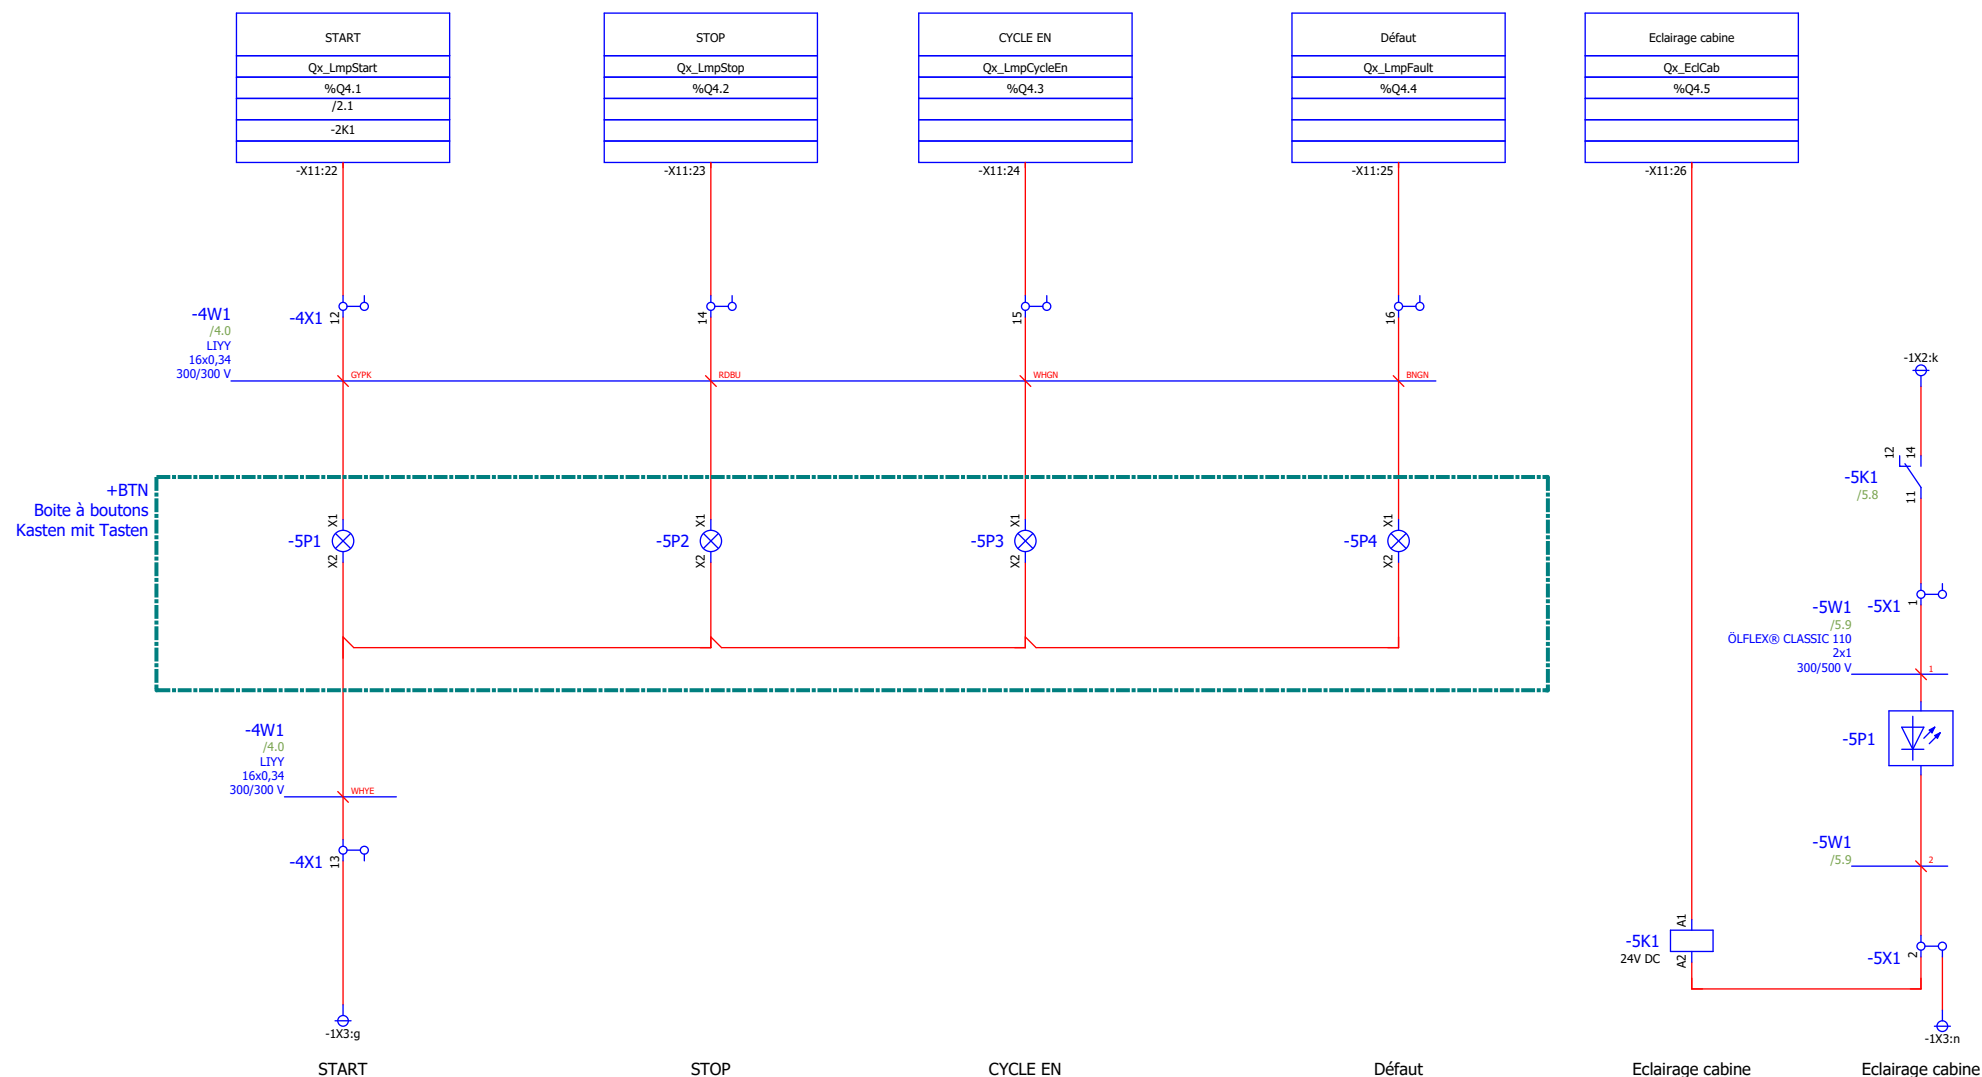 START
Qx_LmpStart
%Q4.1
/2.1
-2K1
-X11:22
STOP
Qx_LmpStop
%Q4.2
-X11:23
CYCLE EN
Qx_LmpCycleEn
%Q4.3
-X11:24
Défaut
Qx_LmpFault
%Q4.4
-X11:25
Eclairage cabine
Qx_EclCab
%Q4.5
-X11:26
-4W1
/4.0
LIYY
16x0,34
300/300 V
-4X1
12
14
15
16
GYPK
RDBU
WHGN
BNGN
+BTN
Boite à boutons
Kasten mit Tasten
-5P1
X1
X2
-5P2
X1
X2
-5P3
X1
X2
-5P4
X1
X2
-4W1
/4.0
LIYY
16x0,34
300/300 V
WHYE
-4X1
13
-1X3:g
-5K1
24V DC
A1
A2
-1X2:k
12
14
-5K1
/5.8
11
-5X1
1
-5W1
/5.9
ÖLFLEX® CLASSIC 110
2x1
300/500 V
1
-5P1
-5W1
/5.9
2
-5X1
2
-1X3:n
START
STOP
CYCLE EN
Défaut
Eclairage cabine
Eclairage cabine